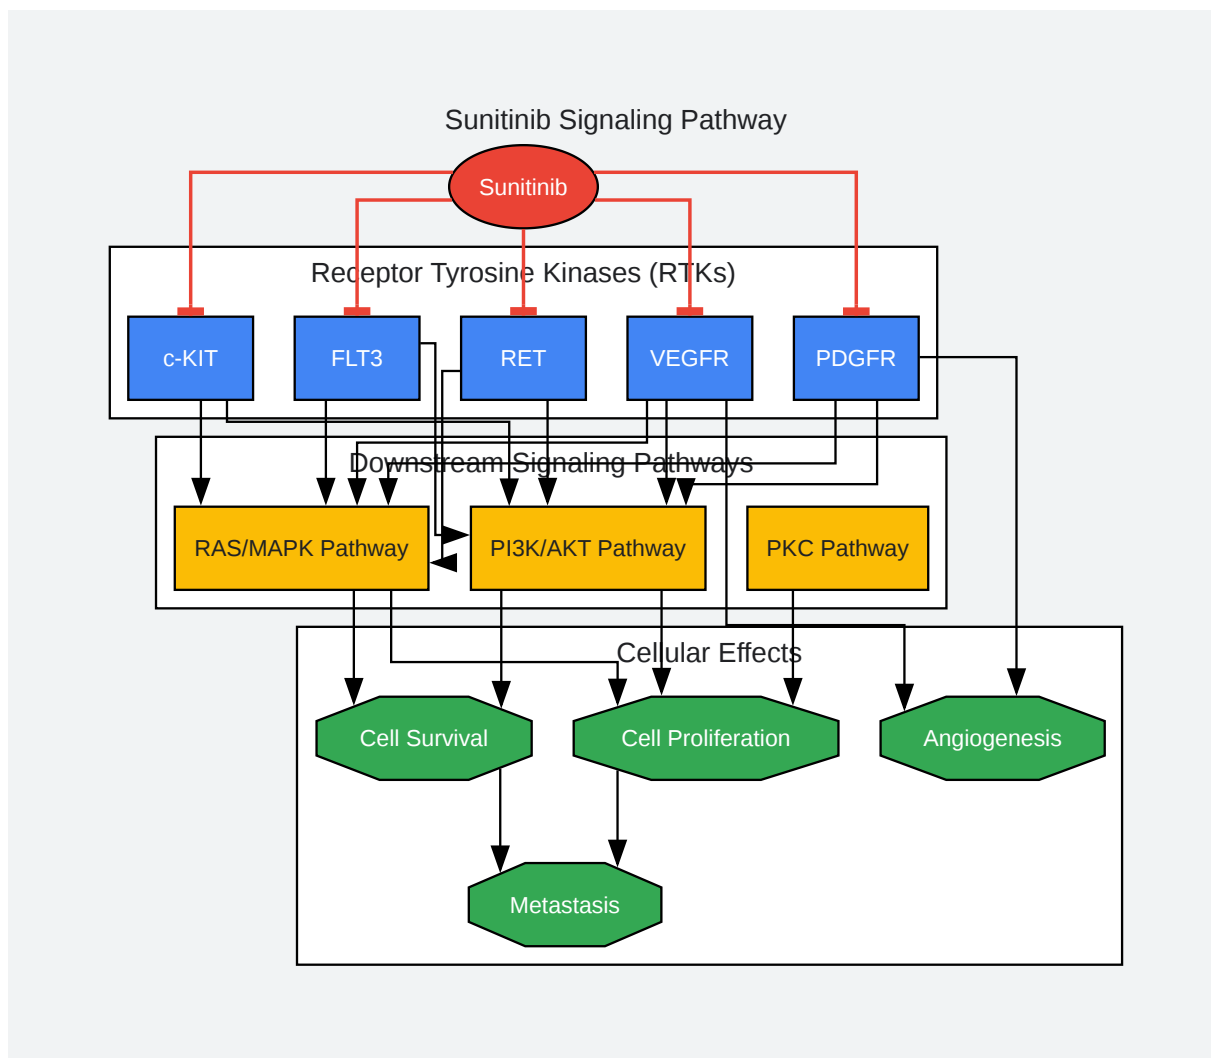 Sunitinib Signaling Pathway
Sunitinib
Receptor Tyrosine Kinases (RTKs)
c-KIT
FLT3
RET
VEGFR
PDGFR
Downstream Signaling Pathways
RAS/MAPK Pathway
PI3K/AKT Pathway
PKC Pathway
Cellular Effects
Cell Survival
Cell Proliferation
Angiogenesis
Metastasis